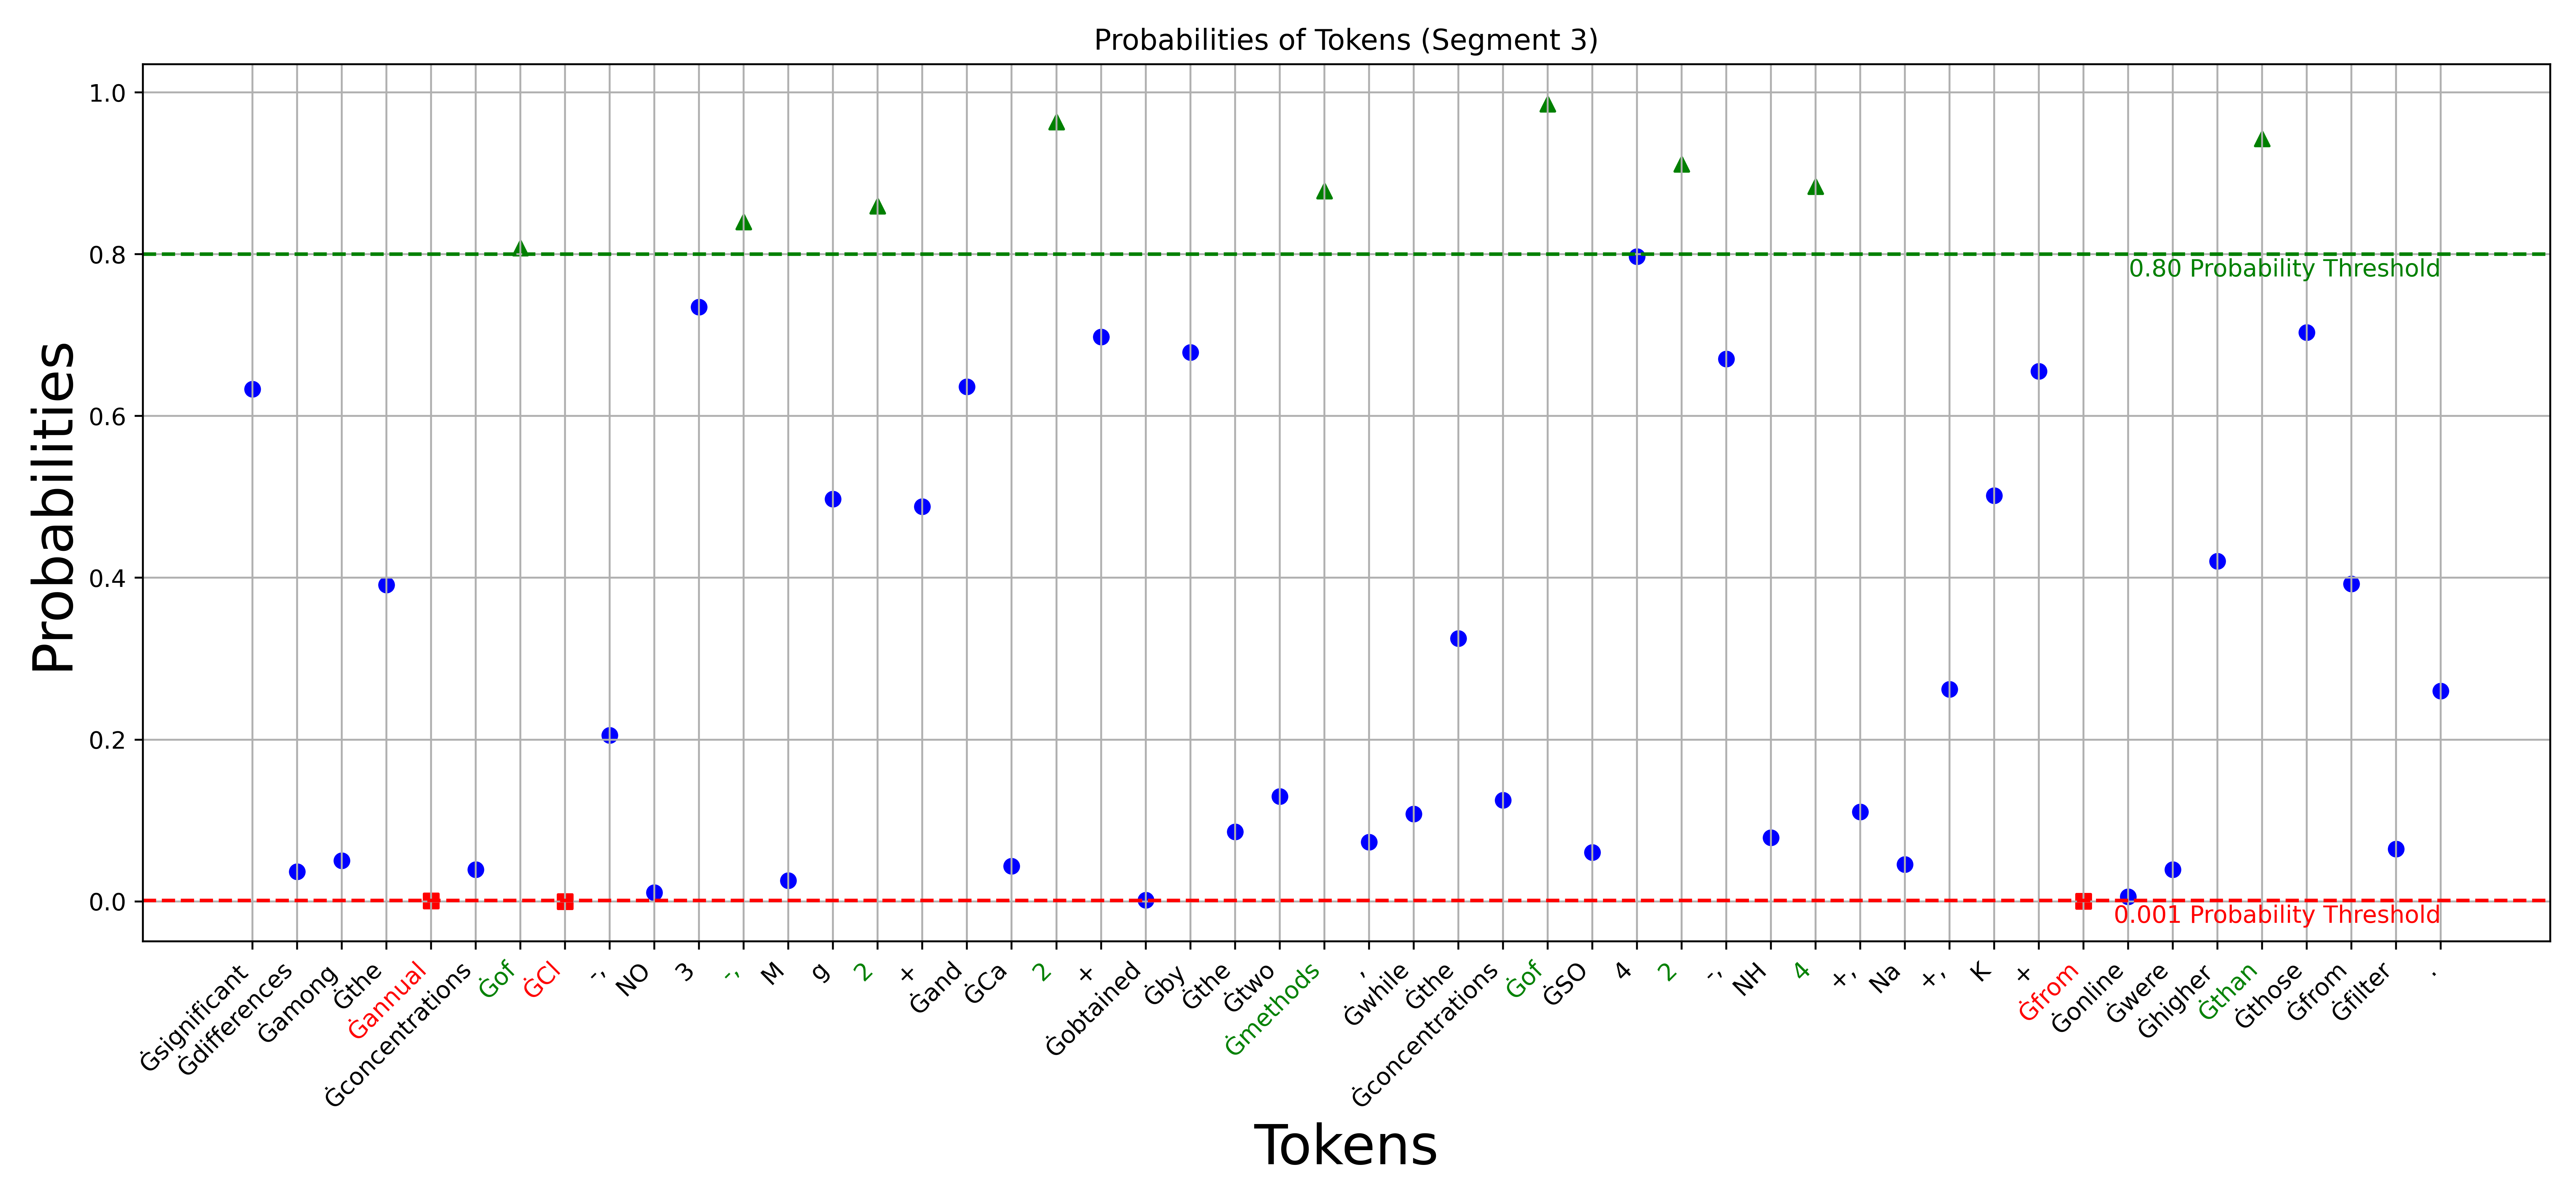 Probabilities of Tokens (Segment 3)
Probabilities
1.0
0.8
0.6
0.4
0.2
0.0
0.80 Probability Threshold
0.001 Probability Threshold
Ġsignificant
Ġdifferences
Ġamong
Ġthe
Ġannual
Ġconcentrations
Ġof
ĠCl
-,
NO
3
-,
M
g
2
+
Ġand
ĠCa
2
+
Ġobtained
Ġby
Ġthe
Ġtwo
Ġmethods
,
Ġwhile
Ġthe
Ġconcentrations
Ġof
ĠSO
4
2
-,
NH
4
+,
Na
+,
K
+
Ġfrom
Ġonline
Ġwere
Ġhigher
Ġthan
Ġthose
Ġfrom
Ġfilter
.
Tokens